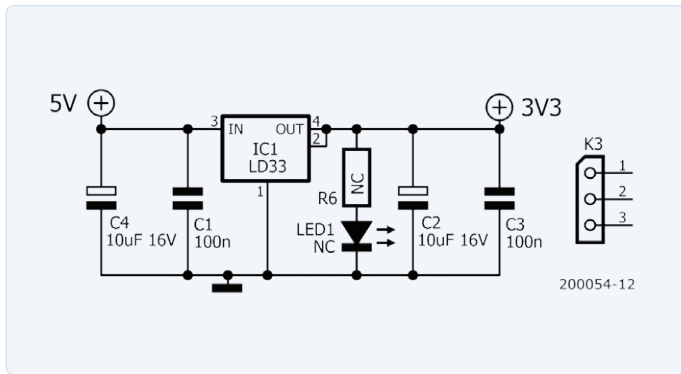 5V
3V3
3
IN
OUT
4
2
IC1
LD33
1
K3
1
2
3
NC
R6
LED1
NC
C4
10uF 16V
C1
100n
C2
10uF 16V
C3
100n
200054-12